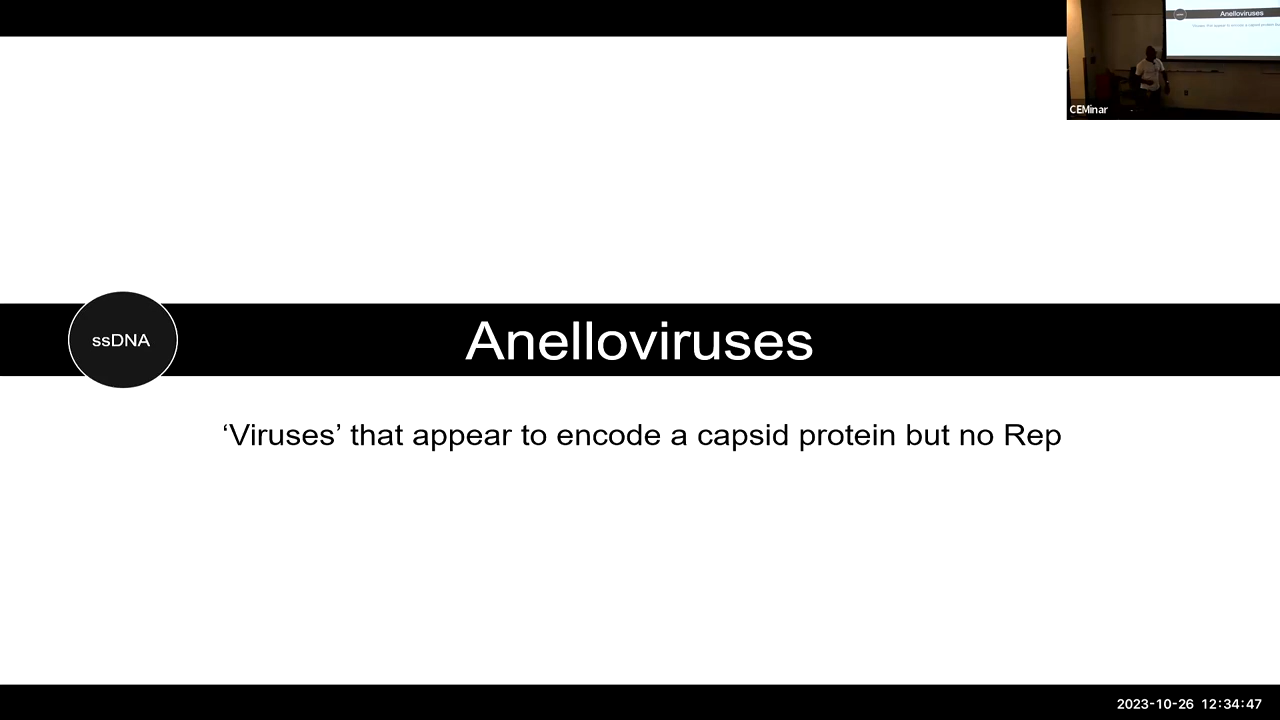 Anelloviruses
CEMinar
ssDNA
Anelloviruses
‘Viruses’ that appear to encode a capsid protein but no Rep
2023-10-26 12:34:47